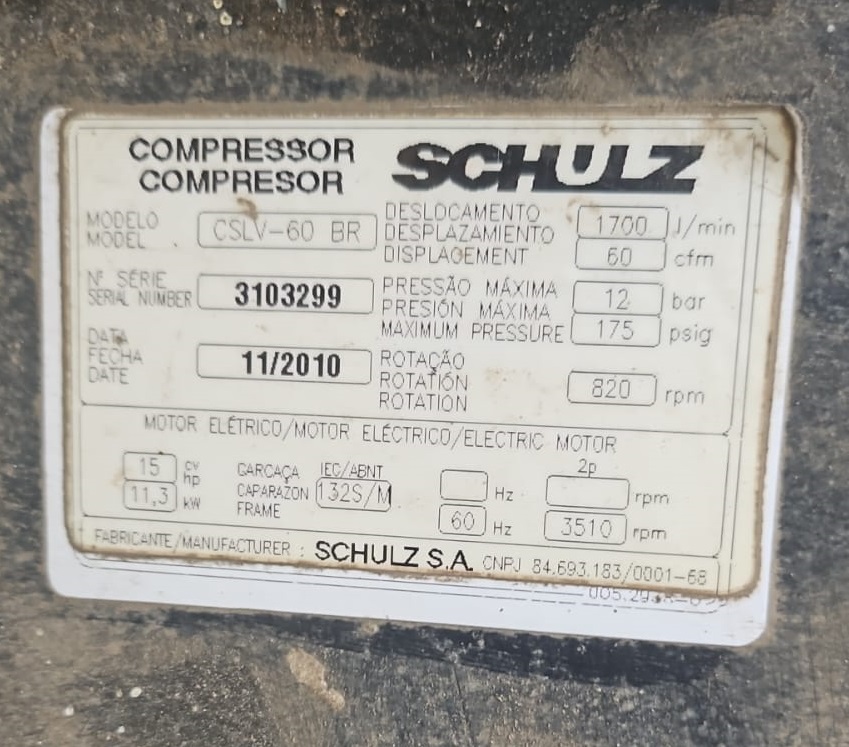 COMPRESSOR
COMPRESOR
SCHULZ
MODELO
MODEL
CSLV-60 BR
DESLOCAMENTO
DESPLAZAMIENTO
DISPLACEMENT
1700 l/min
60 cfm
Nº SÉRIE
SERIAL NUMBER
3103299
PRESSÃO MÁXIMA
PRESIÓN MÁXIMA
MAXIMUM PRESSURE
12 bar
175 psig
DATA
FECHA
DATE
11/2010
ROTAÇÃO
ROTATIÓN
ROTATION
820 rpm
MOTOR ELÉTRICO/MOTOR ELÉCTRICO/ELECTRIC MOTOR
15 cv hp
11,3 kW
CARCAÇA
CAPARAZON
FRAME
IEC/ABNT
132S/M
Hz
60 Hz
2p
rpm
3510 rpm
FABRICANTE/MANUFACTURER : SCHULZ S.A. CNPJ 84.693.183/0001-68